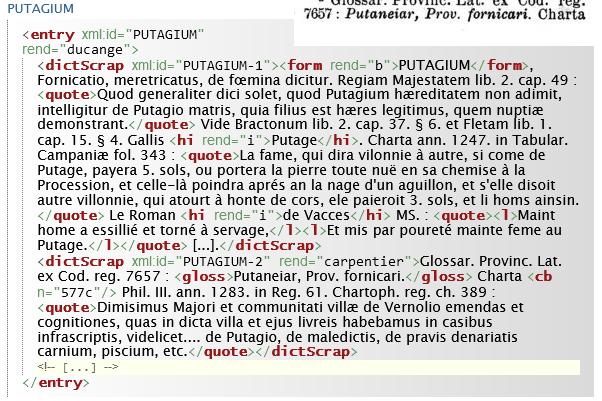 PUTAGIUM
Glossar. Provinc. Lat. ex Cod. reg.
7657 : Putaneiar, Prov. fornicari. Charta
<entry xml:id="PUTAGIUM"
rend="ducange">
<dictScrap xml:id="PUTAGIUM-1"><form rend="b">PUTAGIUM</form>,
Fornicatio, meretricatus, de fœmina dicitur. Regiam Majestatem lib. 2. cap. 49 :
<quote>Quod generaliter dici solet, quod Putagium hæreditatem non adimit,
intelligitur de Putagio matris, quia filius est hæres legitimus, quem nuptiæ
demonstrant.</quote> Vide Bractonum lib. 2. cap. 37. § 6. et Fletam lib. 1.
cap. 15. § 4. Gallis <hi rend="i">Putage</hi>. Charta ann. 1247. in Tabular.
Campaniæ fol. 343 : <quote>La fame, qui dira vilonnie à autre, si come de
Putage, payera 5. sols, ou portera la pierre toute nuë en sa chemise à la
Procession, et celle-là poindra aprés an la nage d'un aguillon, et s'elle disoit
autre villonnie, qui atourt à honte de cors, ele paieroit 3. sols, et li homs ainsin.
</quote> Le Roman <hi rend="i">de Vacces</hi> MS. : <quote><l>Maint
home a essillié et torné à servage,</l><l>Et mis par poureté mainte feme au
Putage.</l></quote> [...].</dictScrap>
<dictScrap xml:id="PUTAGIUM-2" rend="carpentier">Glossar. Provinc. Lat.
ex Cod. reg. 7657 : <gloss>Putaneiar, Prov. fornicari.</gloss> Charta <cb
n="577c"/> Phil. III. ann. 1283. in Reg. 61. Chartoph. reg. ch. 389 :
<quote>Dimisimus Majori et communitati villæ de Vernolio emendas et
cognitiones, quas in dicta villa et ejus livreis habebamus in casibus
infrascriptis, videlicet.... de Putagio, de maledictis, de pravis denariatis
carnium, piscium, etc.</quote></dictScrap>
<!-- [...] -->
</entry>